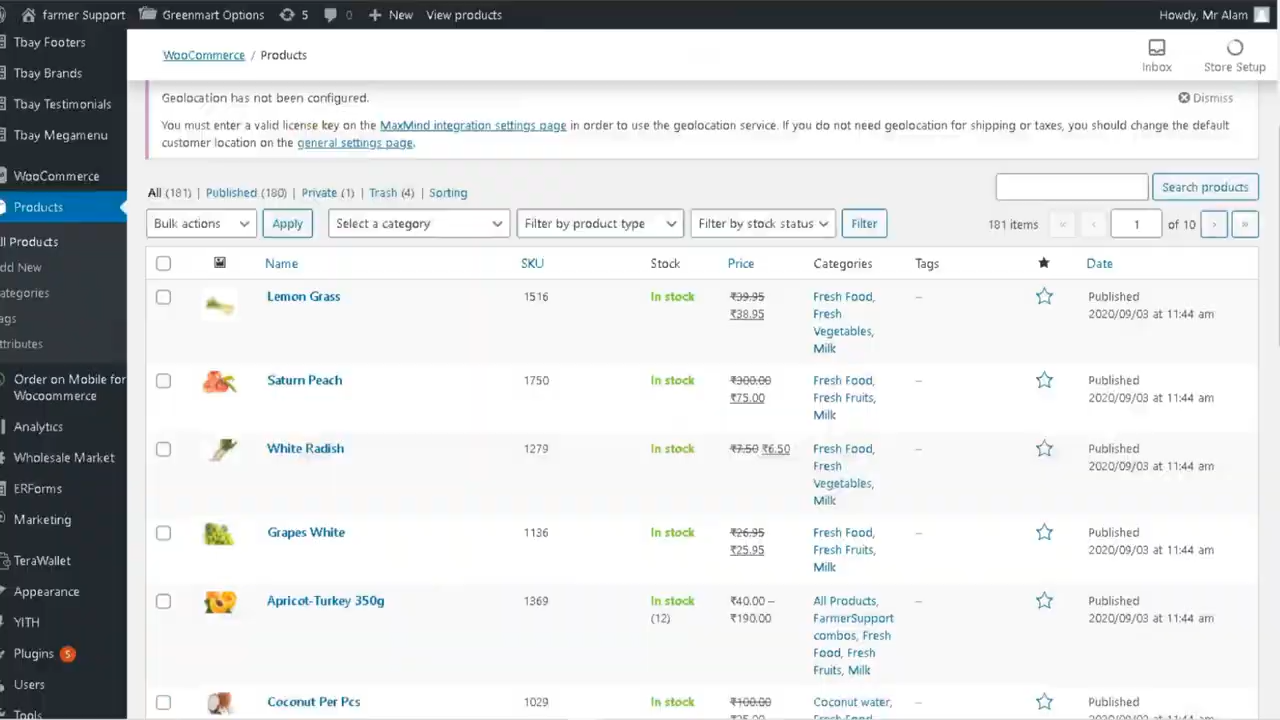 farmer Support Greenmart Options 5 0 New View products Howdy, Mr Alam
Tbay Footers
Tbay Brands
Tbay Testimonials
Tbay Megamenu
WooCommerce
Products
ll Products
dd New
ategories
ags
ttributes
Order on Mobile for
Woocommerce
Analytics
Wholesale Market
ERForms
Marketing
TeraWallet
Appearance
YITH
Plugins 5
Users
Tools
WooCommerce / Products
Inbox
Store Setup
Geolocation has not been configured.
Dismiss
You must enter a valid license key on the MaxMind integration settings page in order to use the geolocation service. If you do not need geolocation for shipping or taxes, you should change the default
customer location on the general settings page.
All (181) | Published (180) | Private (1) | Trash (4) | Sorting
Search products
Bulk actions Apply Select a category Filter by product type Filter by stock status Filter 181 items « ‹ 1 of 10 › »
Name SKU Stock Price Categories Tags ★ Date
Lemon Grass 1516 In stock ₹39.95 Fresh Food, – Published
₹38.95 Fresh 2020/09/03 at 11:44 am
Vegetables,
Milk
Saturn Peach 1750 In stock ₹300.00 Fresh Food, – Published
₹75.00 Fresh Fruits, 2020/09/03 at 11:44 am
Milk
White Radish 1279 In stock ₹7.50 ₹6.50 Fresh Food, – Published
Fresh 2020/09/03 at 11:44 am
Vegetables,
Milk
Grapes White 1136 In stock ₹26.95 Fresh Food, – Published
₹25.95 Fresh Fruits, 2020/09/03 at 11:44 am
Milk
Apricot-Turkey 350g 1369 In stock ₹40.00 – All Products, – Published
(12) ₹190.00 FarmerSupport 2020/09/03 at 11:44 am
combos, Fresh
Food, Fresh
Fruits, Milk
Coconut Per Pcs 1029 In stock ₹100.00 Coconut water, – Published